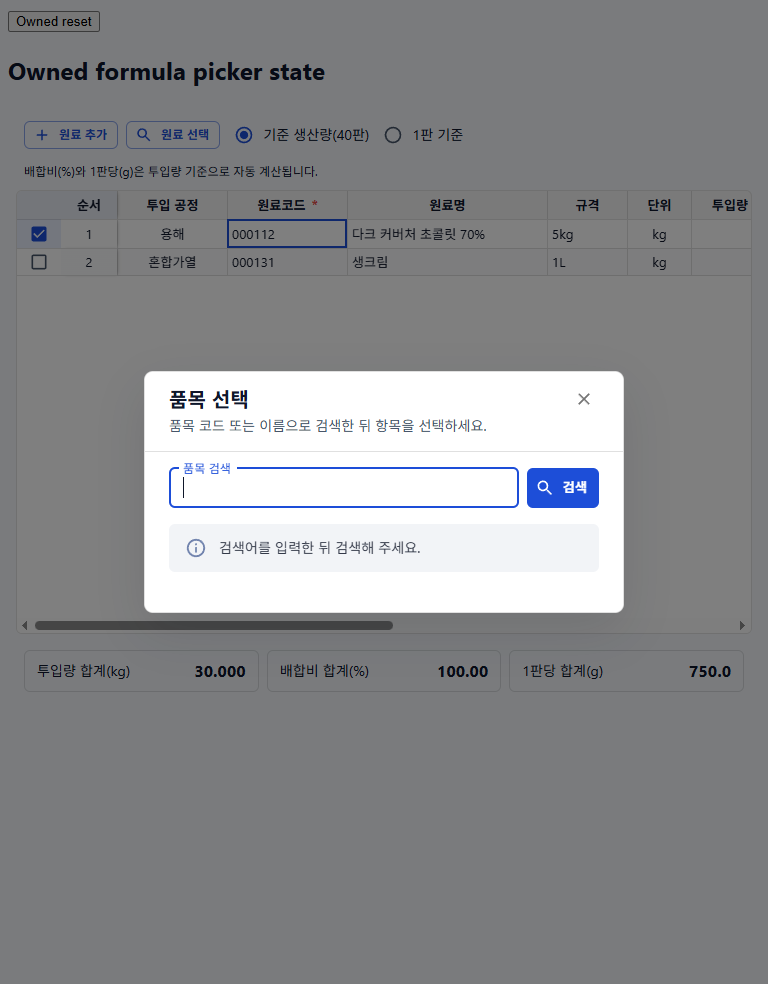 Owned reset
Owned formula picker state
원료 추가 원료 선택 기준 생산량(40판) 1판 기준
배합비(%)와 1판당(g)은 투입량 기준으로 자동 계산됩니다.
순서 투입 공정 원료코드 * 원료명 규격 단위 투입량
1 용해 000112 다크 커버처 초콜릿 70% 5kg kg
2 혼합가열 000131 생크림 1L kg
품목 선택
품목 코드 또는 이름으로 검색한 뒤 항목을 선택하세요.
품목 검색
검색
검색어를 입력한 뒤 검색해 주세요.
투입량 합계(kg) 30.000 배합비 합계(%) 100.00 1판당 합계(g) 750.0